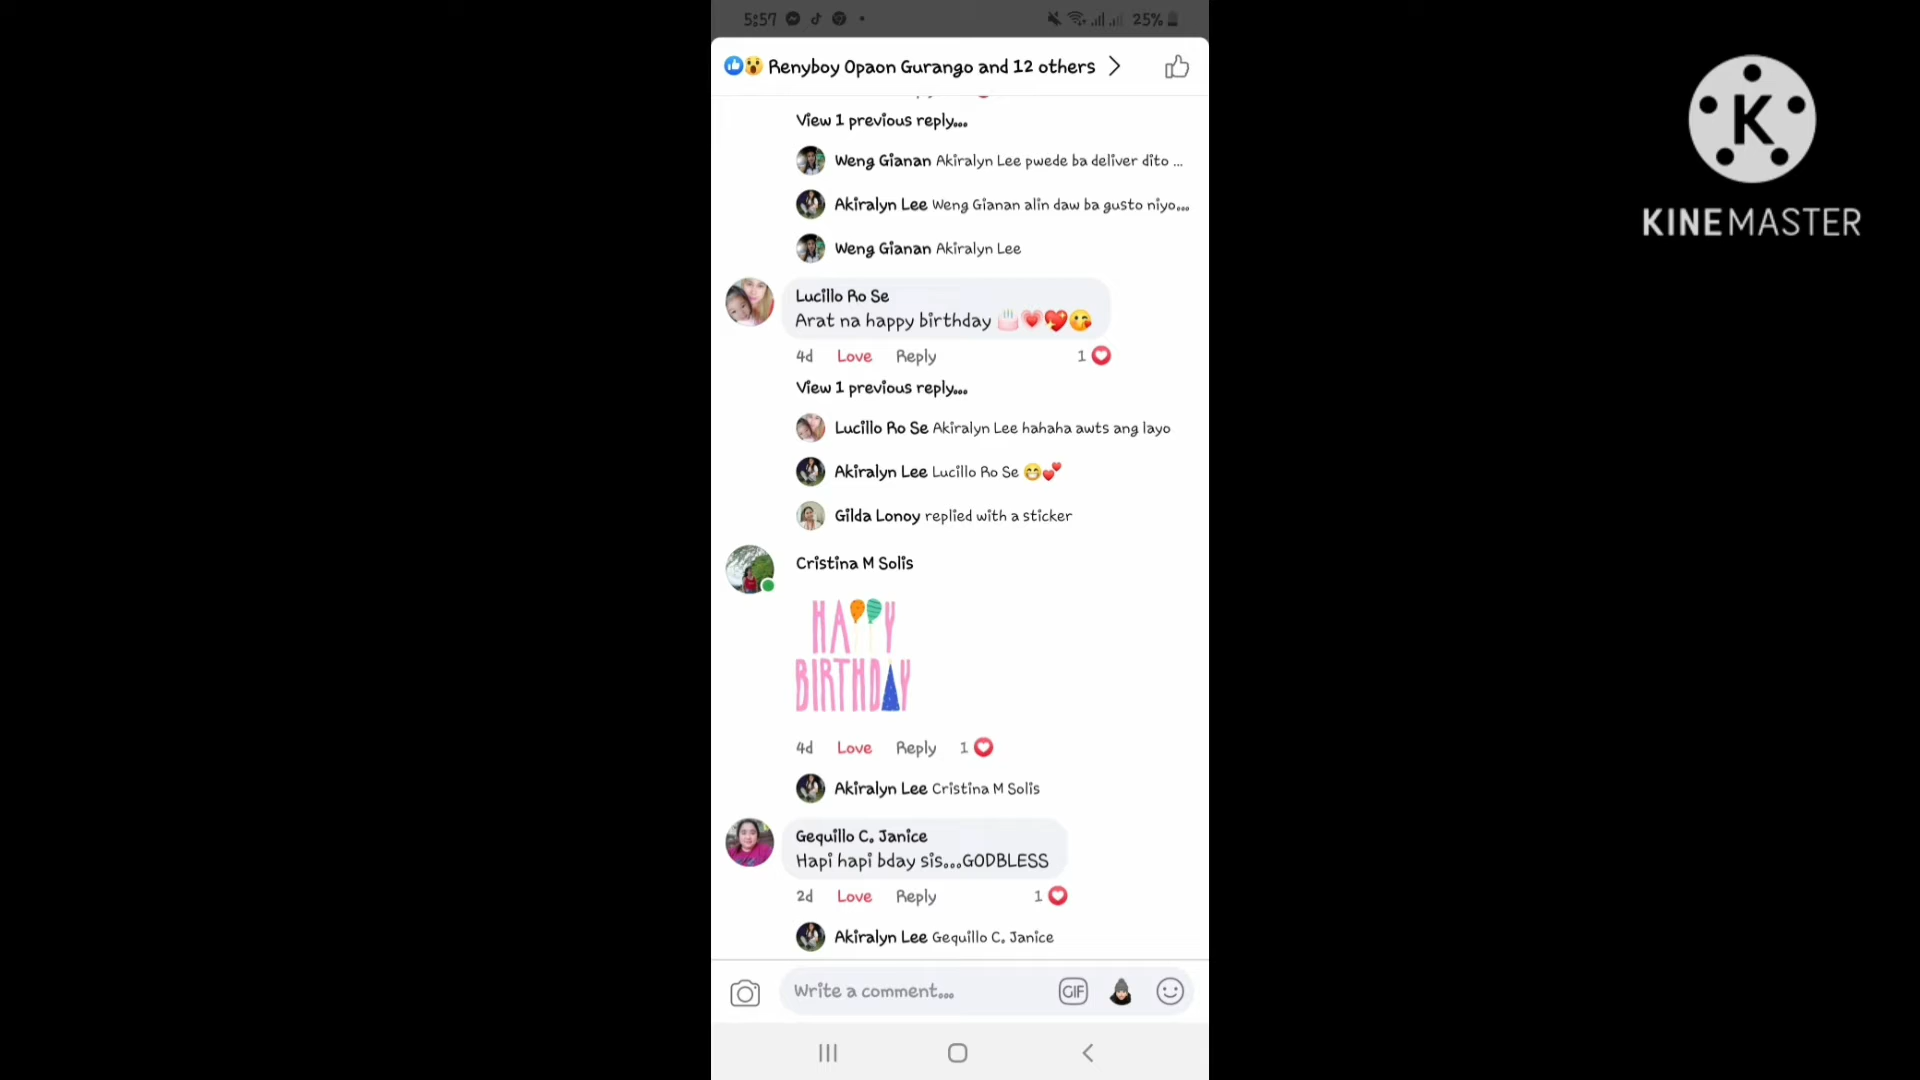 5:57
25%
Renyboy Opaon Gurango and 12 others
View 1 previous reply...
Weng Gianan Akiralyn Lee pwede ba deliver dito ...
Akiralyn Lee Weng Gianan alin daw ba gusto niyo...
Weng Gianan Akiralyn Lee
Lucillo Ro Se
Arat na happy birthday 🎂💗💖😘
4d Love Reply 1
View 1 previous reply...
Lucillo Ro Se Akiralyn Lee hahaha awts ang layo
Akiralyn Lee Lucillo Ro Se 😁💕
Gilda Lonoy replied with a sticker
Cristina M Solis
HAPPY
BIRTHDAY
4d Love Reply 1
Akiralyn Lee Cristina M Solis
Gequillo C. Janice
Hapi hapi bday sis...GODBLESS
2d Love Reply 1
Akiralyn Lee Gequillo C. Janice
Write a comment...
GIF
K
KINEMASTER